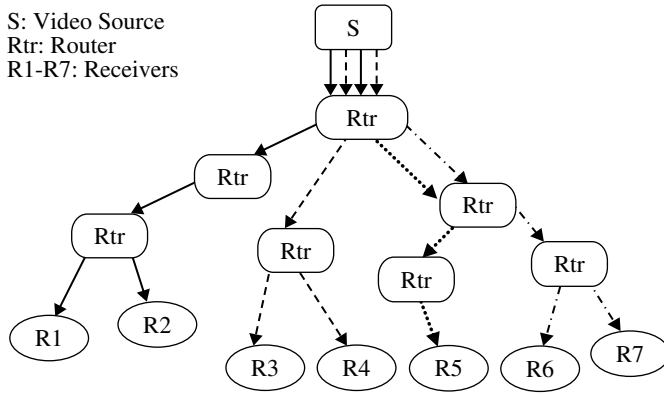 S: Video Source
Rtr: Router
R1-R7: Receivers
S
Rtr
Rtr
Rtr
Rtr
Rtr
Rtr
Rtr
R1
R2
R3
R4
R5
R6
R7